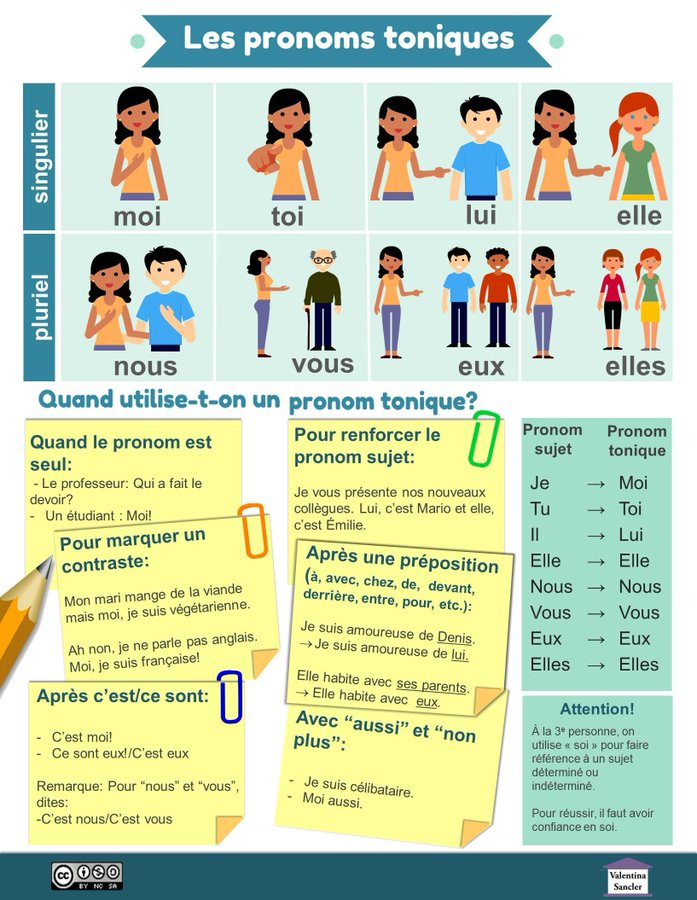 Les pronoms toniques
singulier
moi
toi
lui
elle
pluriel
nous
vous
eux
elles
Quand utilise-t-on un pronom tonique?
Quand le pronom est
seul:
- Le professeur: Qui a fait le
devoir?
- Un étudiant : Moi!
Pour marquer un
contraste:
Mon mari mange de la viande
mais moi, je suis végétarienne.
Ah non, je ne parle pas anglais.
Moi, je suis française!
Après c'est/ce sont:
- C'est moi!
- Ce sont eux!/C'est eux
Remarque: Pour "nous" et "vous",
dites:
-C'est nous/C'est vous
Pour renforcer le
pronom sujet:
Je vous présente nos nouveaux
collègues. Lui, c'est Mario et elle,
c'est Émilie.
Après une préposition
(à, avec, chez, de, devant,
derrière, entre, pour, etc.):
Je suis amoureuse de Denis.
→Je suis amoureuse de lui.
Elle habite avec ses parents.
→ Elle habite avec eux.
Avec "aussi" et "non
plus":
- Je suis célibataire.
- Moi aussi.
Pronom sujet
Pronom tonique
Je → Moi
Tu → Toi
Il → Lui
Elle → Elle
Nous → Nous
Vous → Vous
Eux → Eux
Elles → Elles
Attention!
À la 3e personne, on
utilise « soi » pour faire
référence à un sujet
déterminé ou
indéterminé.
Pour réussir, il faut avoir
confiance en soi.
cc
BY NC SA
Valentina
Sancler